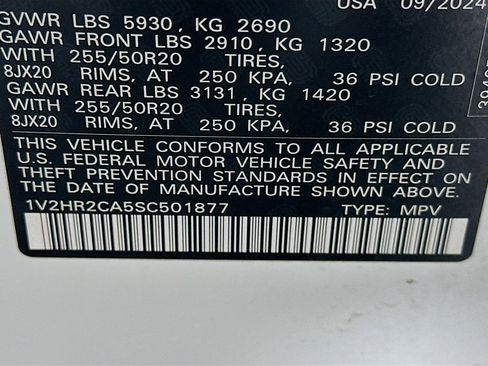 USA 09/2024
GVWR LBS 5930, KG 2690
GAWR FRONT LBS 2910, KG 1320
WITH 255/50R20 TIRES,
8JX20 RIMS, AT 250 KPA, 36 PSI COLD
GAWR REAR LBS 3131, KG 1420
WITH 255/50R20 TIRES,
8JX20 RIMS, AT 250 KPA, 36 PSI COLD
THIS VEHICLE CONFORMS TO ALL APPLICABLE
U.S. FEDERAL MOTOR VEHICLE SAFETY AND
THEFT PREVENTION STANDARDS IN EFFECT ON
THE DATE OF MANUFACTURE SHOWN ABOVE.
1V2HR2CA5SC501877 TYPE: MPV